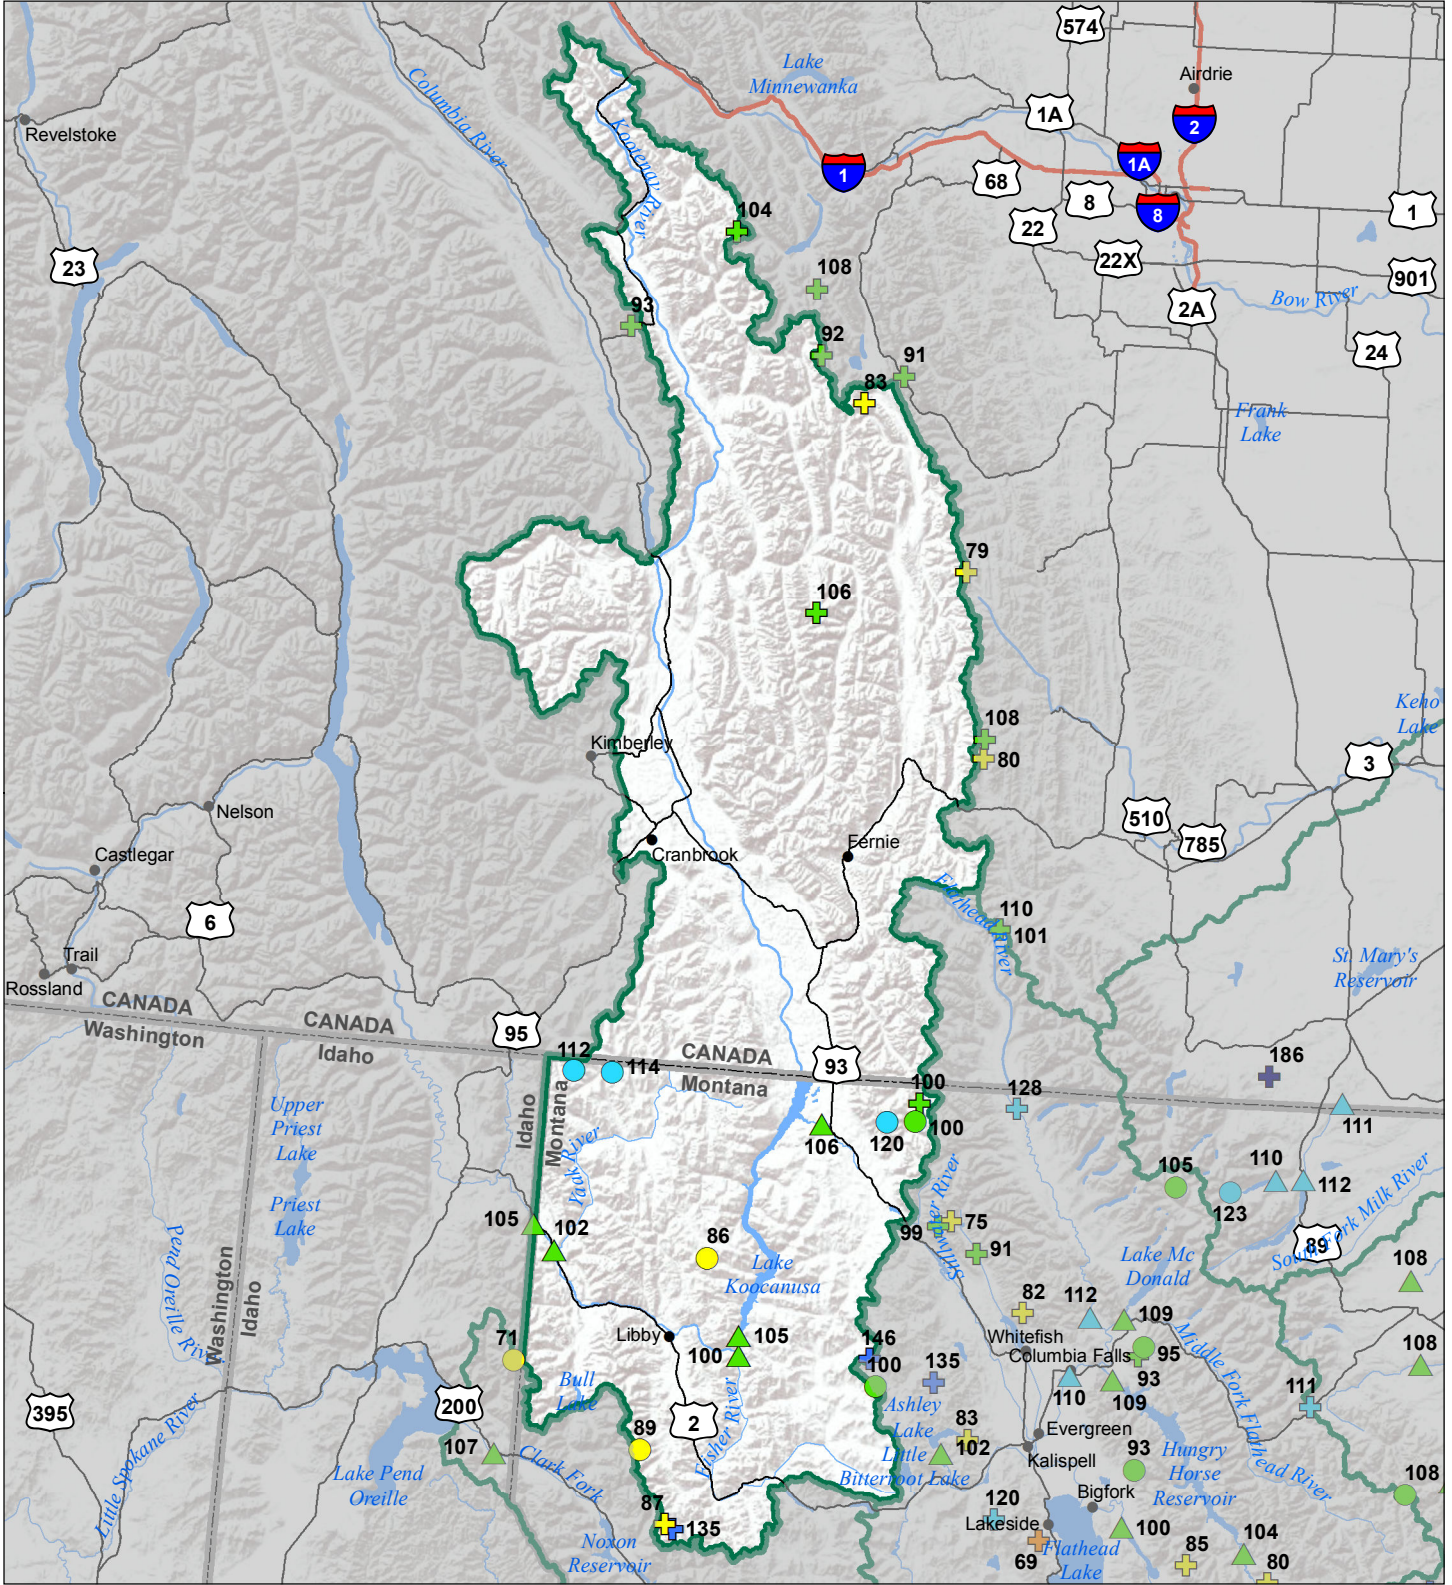 574
Lake
Minnewanka
Airdrie
Columbia River
1A
2
Revelstoke
Kootenay River
1A
1
68
8
8
1
104
22
22X
23
108
901
93
2A
Bow River
92
91
24
83
Frank
Lake
79
106
Keho
Lake
108
Kimberley
80
3
Nelson
510
Fernie
785
Castlegar
Cranbrook
Flathead River
6
110
101
Trail
St. Mary's
Reservoir
Rossland
CANADA
Washington
CANADA
Idaho
95
112
114
CANADA
Montana
93
186
100
128
Upper
Priest
Lake
Idaho
Montana
111
120
100
106
Yaak River
105
110
Priest
Lake
112
123
105
102
Stillwater River
99
75
South Fork Milk River
89
Pend Oreille River
86
91
Lake Mc
Donald
Lake
Koocanusa
108
Washington
Idaho
82
112
109
71
Libby
105
Whitefish
Middle Fork Flathead River
146
Columbia Falls
95
108
100
100
135
93
Bull
Lake
110
109
111
200
Ashley
Lake
395
2
83
Evergreen
89
Fisher River
102
Little
Bitterroot Lake
Kalispell
93
Hungry
Horse
Reservoir
107
Clark Fork
Lake Pend
Oreille
Little Spokane River
Bigfork
108
87
135
120
Lakeside
100
Noxon
Reservoir
69
Flathead
Lake
85
104
80